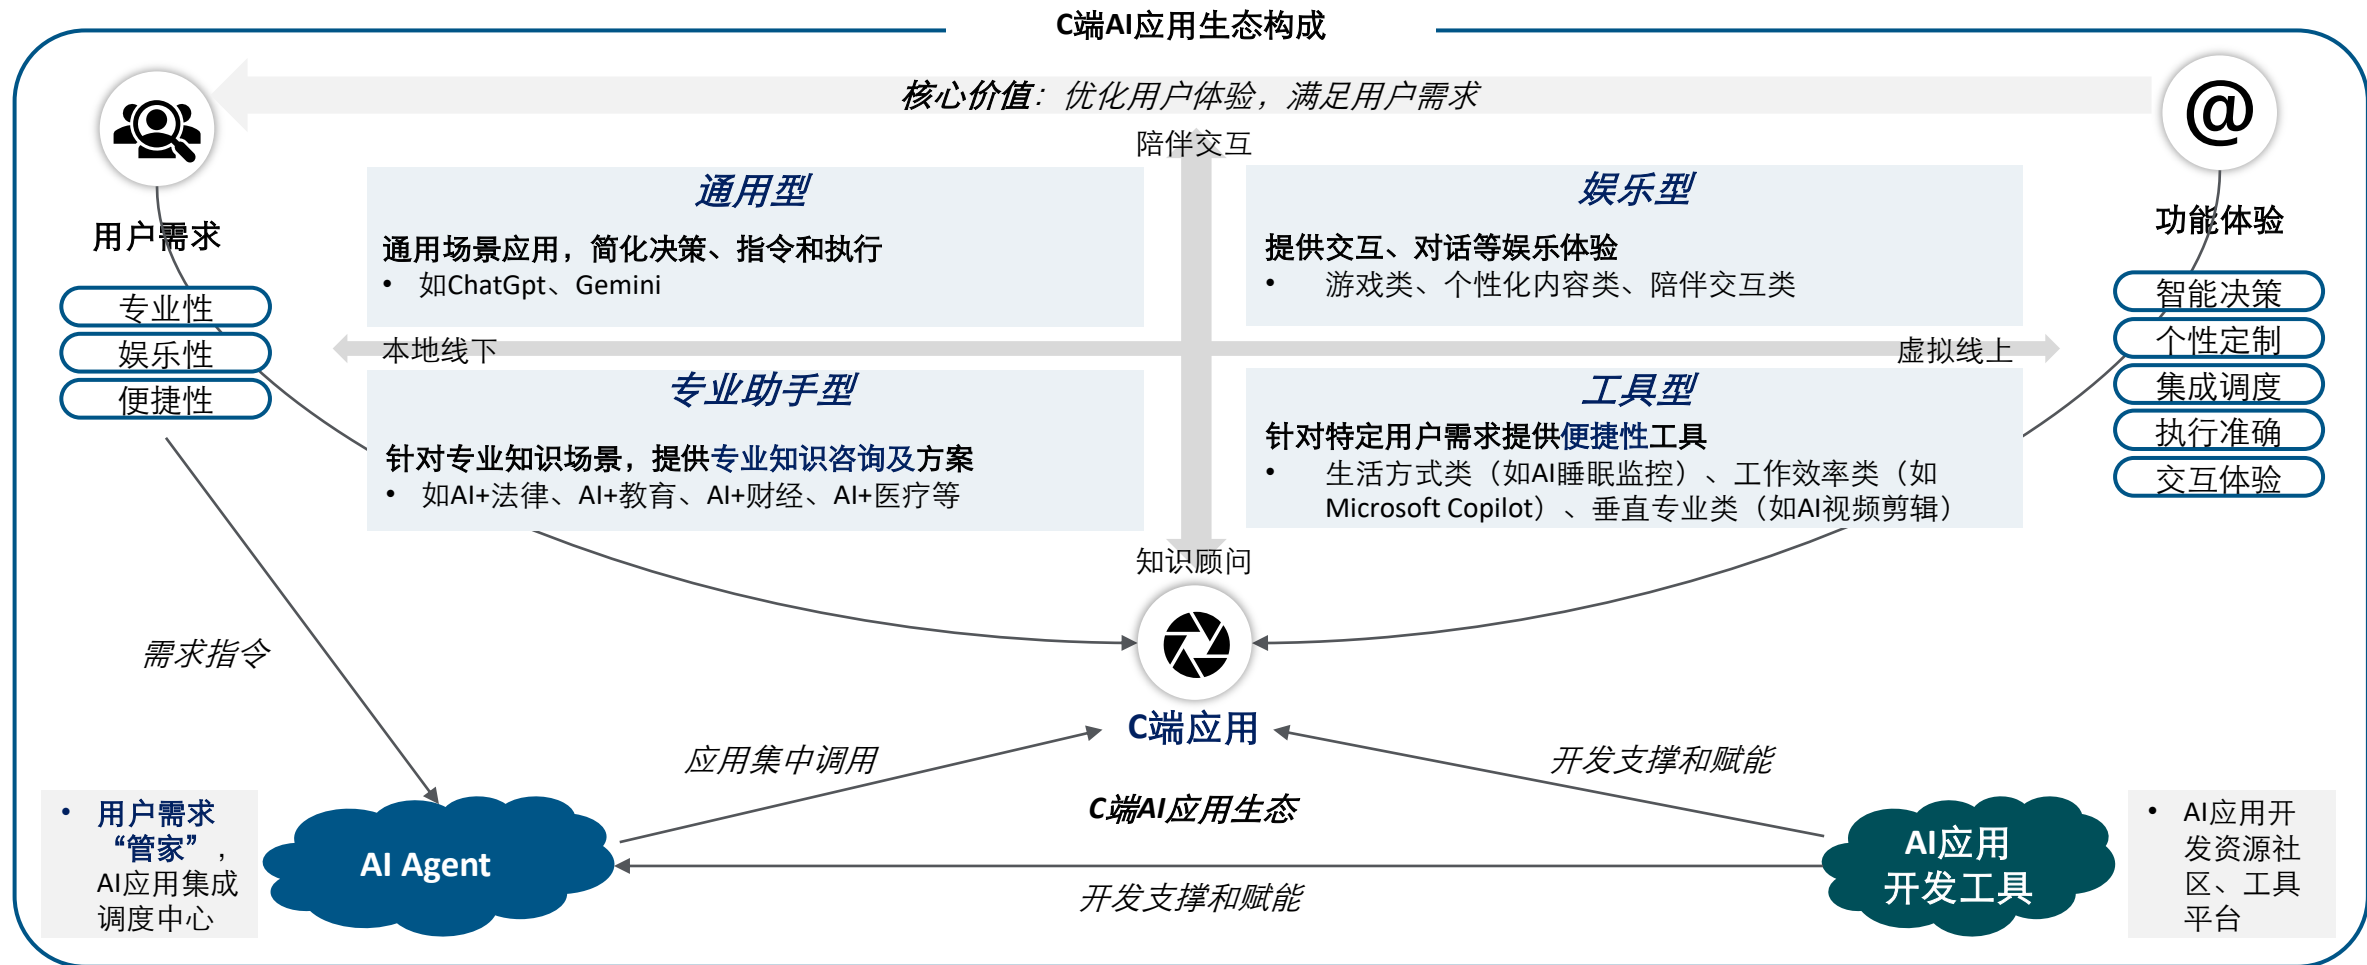 C端AI应用生态构成
核心价值：优化用户体验，满足用户需求
@
陪伴交互
用户需求
专业性
娱乐性
便捷性
通用型
通用场景应用，简化决策、指令和执行
• 如ChatGpt、Gemini
娱乐型
提供交互、对话等娱乐体验
• 游戏类、个性化内容类、陪伴交互类
功能体验
智能决策
个性定制
集成调度
执行准确
交互体验
本地线下
虚拟线上
专业助手型
针对专业知识场景，提供专业知识咨询及方案
• 如AI+法律、AI+教育、AI+财经、AI+医疗等
工具型
针对特定用户需求提供便捷性工具
• 生活方式类（如AI睡眠监控）、工作效率类（如
Microsoft Copilot）、垂直专业类（如AI视频剪辑）
知识顾问
需求指令
C端应用
应用集中调用
开发支撑和赋能
C端AI应用生态
• 用户需求
“管家”，
AI应用集成
调度中心
AI Agent
开发支撑和赋能
AI应用
开发工具
• AI应用开
发资源社
区、工具
平台